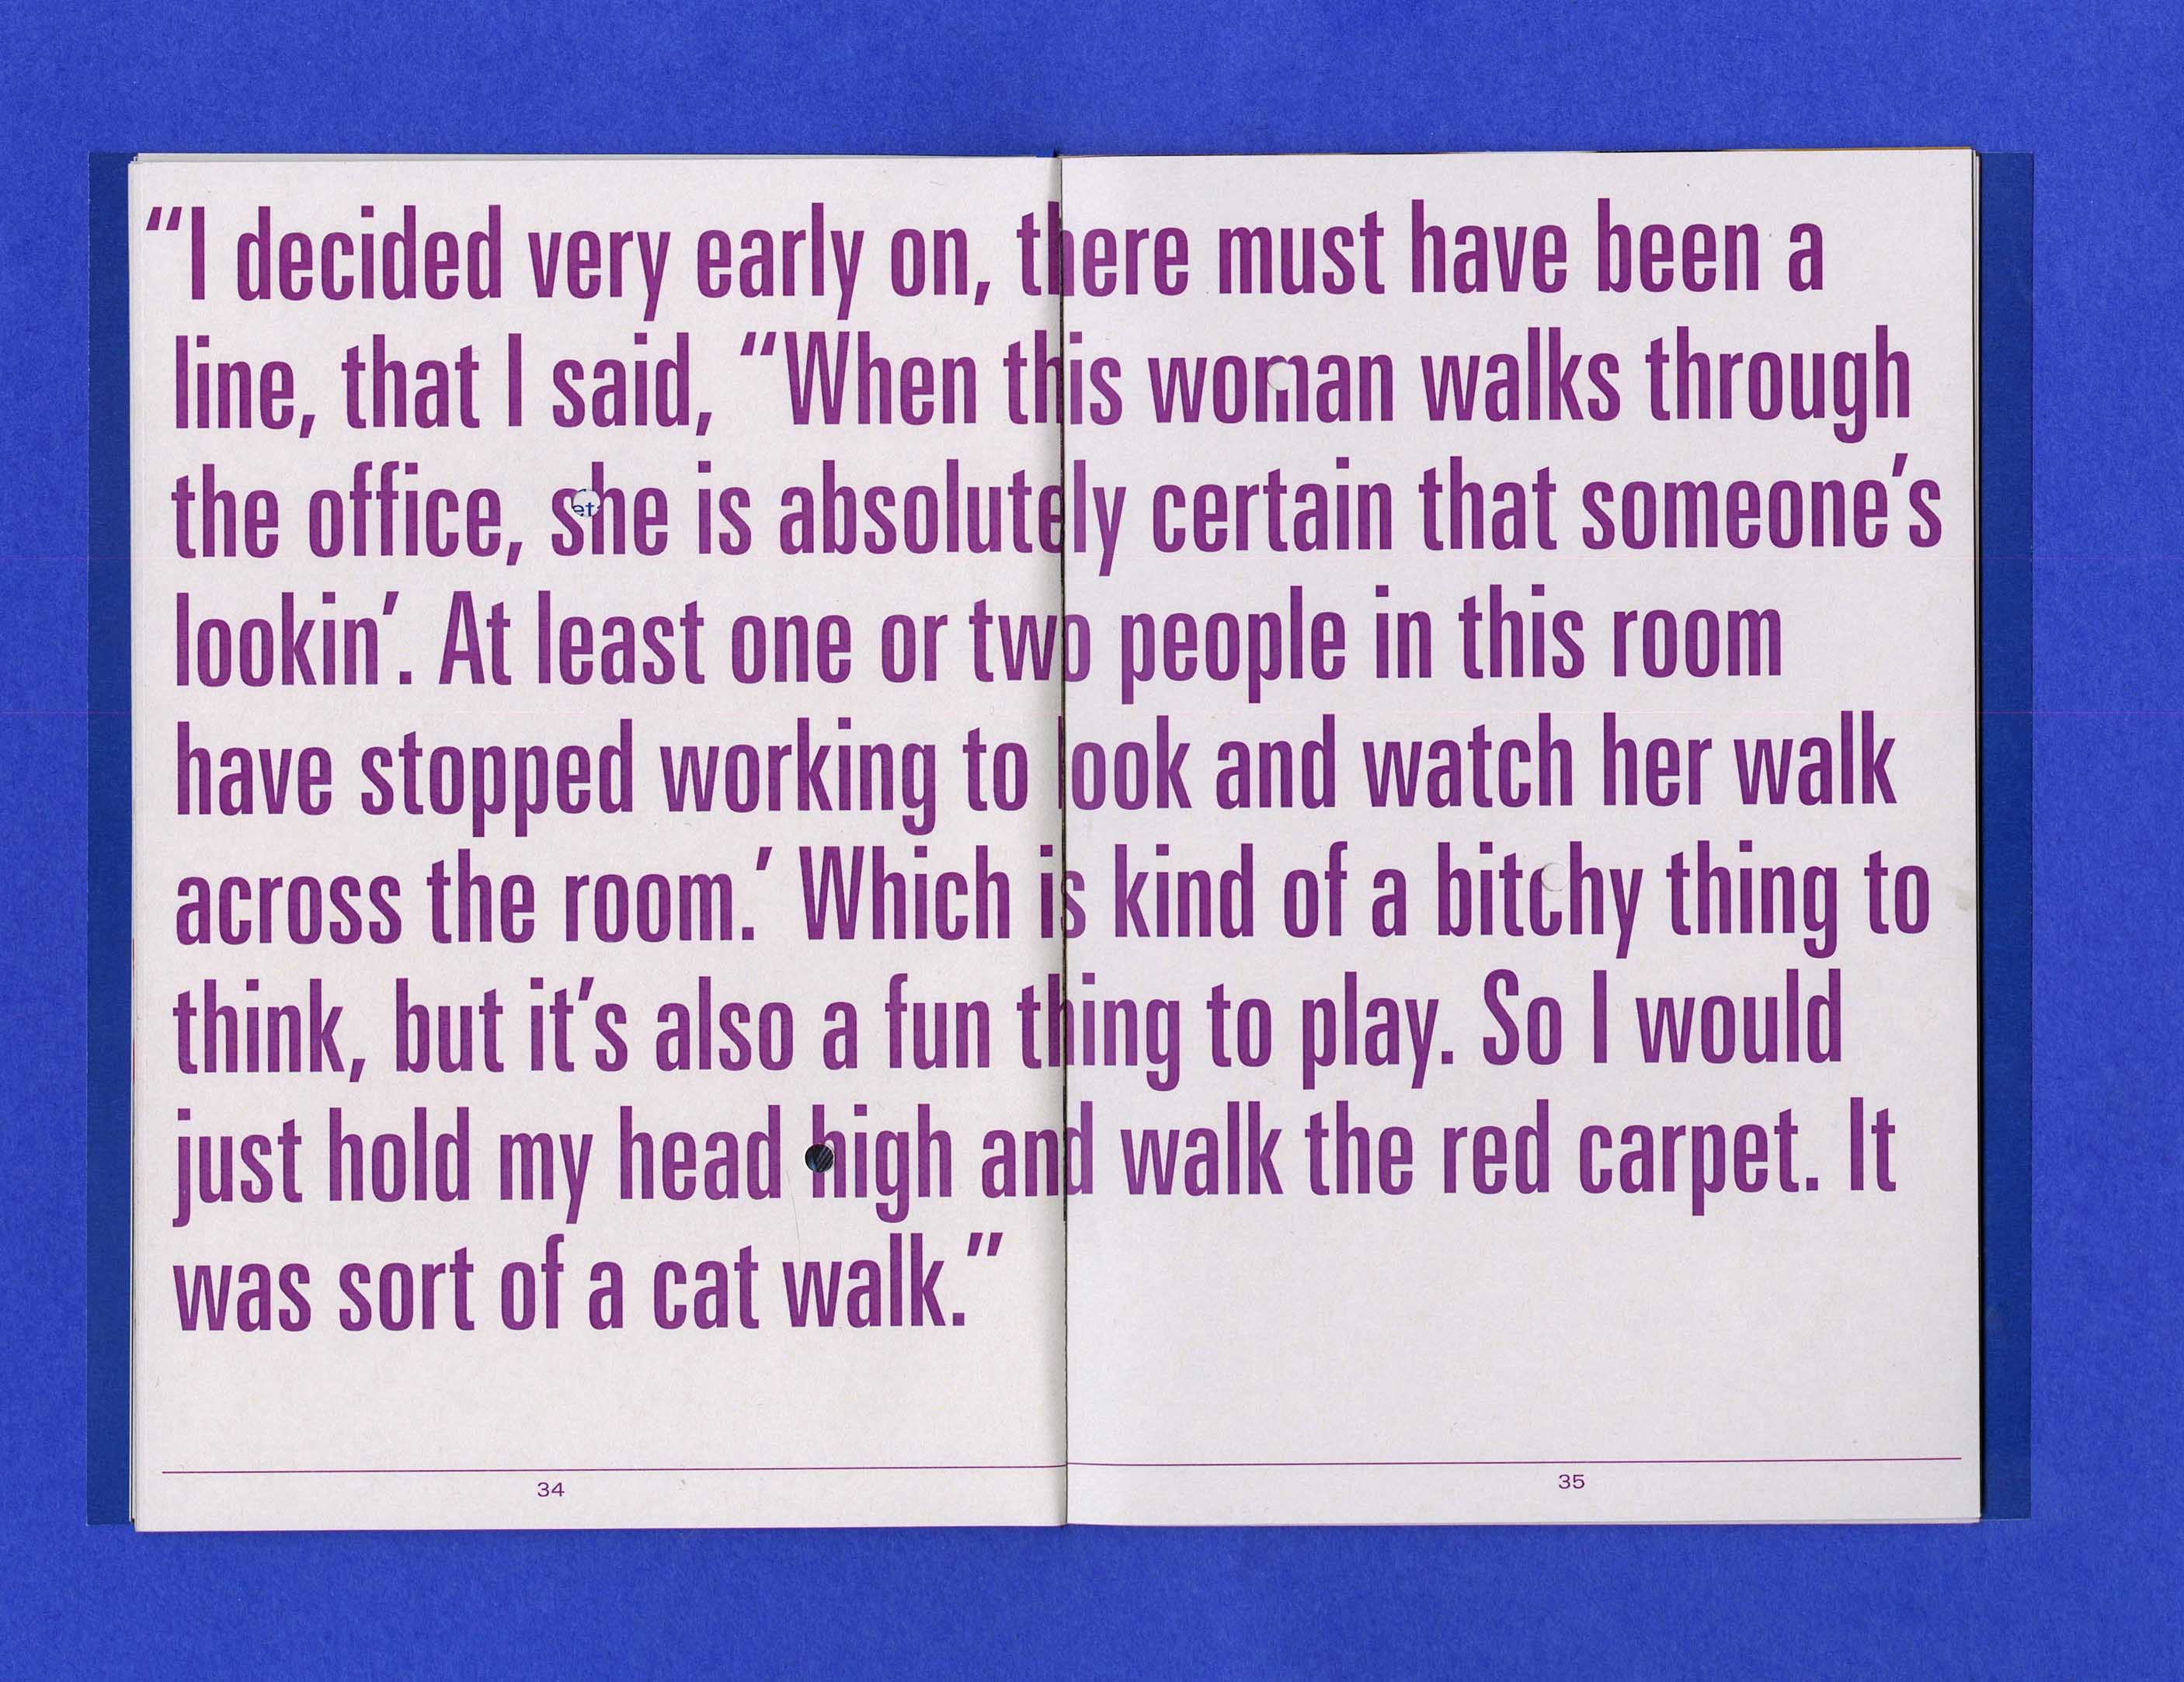 “I decided very early on, there must have been a
line, that I said, “When this woman walks through
the office, she is absolutely certain that someone’s
lookin’. At least one or two people in this room
have stopped working to look and watch her walk
across the room.’ Which is kind of a bitchy thing to
think, but it’s also a fun thing to play. So I would
just hold my head high and walk the red carpet. It
was sort of a cat walk.”
34
35